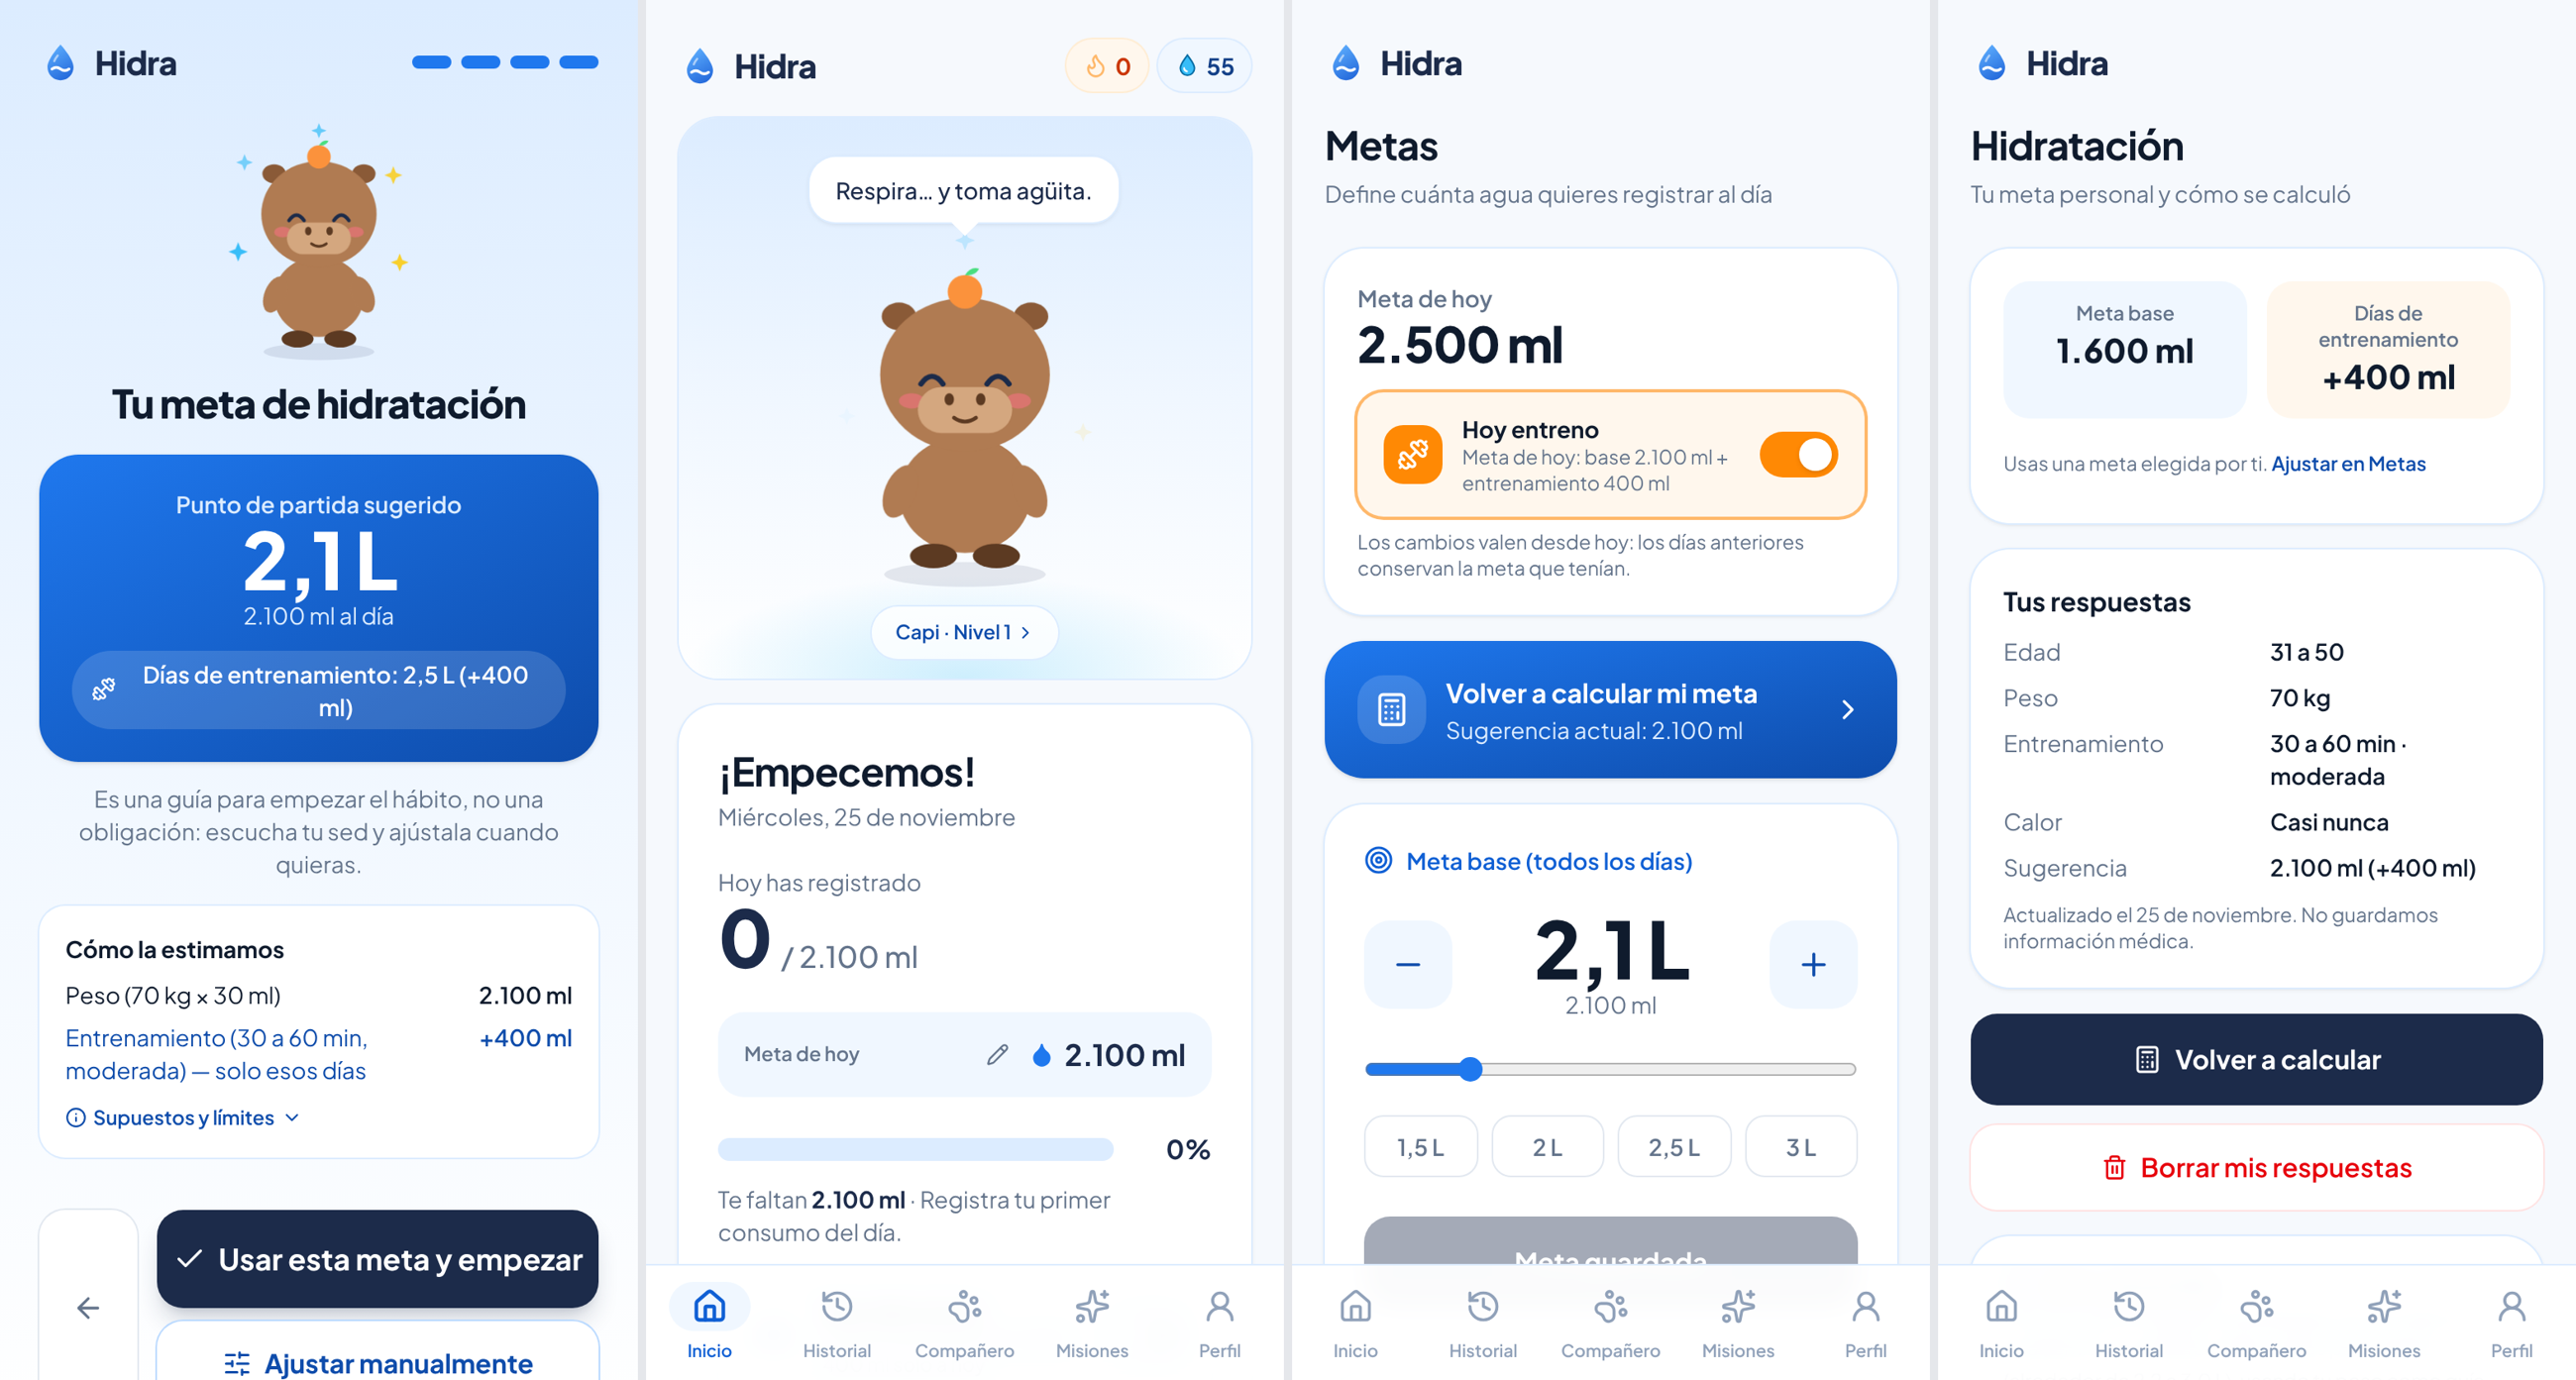 Hidra
Tu meta de hidratación
Punto de partida sugerido
2,1 L
2.100 ml al día
Días de entrenamiento: 2,5 L (+400
ml)
Es una guía para empezar el hábito, no una
obligación: escucha tu sed y ajústala cuando
quieras.
Cómo la estimamos
Peso (70 kg × 30 ml) 2.100 ml
Entrenamiento (30 a 60 min, +400 ml
moderada) — solo esos días
Supuestos y límites
Usar esta meta y empezar
Ajustar manualmente
Hidra 0 55
Respira... y toma agüita.
Capi · Nivel 1
¡Empecemos!
Miércoles, 25 de noviembre
Hoy has registrado
0 / 2.100 ml
Meta de hoy 2.100 ml
0%
Te faltan 2.100 ml · Registra tu primer
consumo del día.
Inicio Historial Compañero Misiones Perfil
Hidra
Metas
Define cuánta agua quieres registrar al día
Meta de hoy
2.500 ml
Hoy entreno
Meta de hoy: base 2.100 ml +
entrenamiento 400 ml
Los cambios valen desde hoy: los días anteriores
conservan la meta que tenían.
Volver a calcular mi meta
Sugerencia actual: 2.100 ml
Meta base (todos los días)
2,1 L
2.100 ml
1,5 L 2 L 2,5 L 3 L
Meta guardada
Inicio Historial Compañero Misiones Perfil
Hidra
Hidratación
Tu meta personal y cómo se calculó
Meta base
1.600 ml
Días de
entrenamiento
+400 ml
Usas una meta elegida por ti. Ajustar en Metas
Tus respuestas
Edad 31 a 50
Peso 70 kg
Entrenamiento 30 a 60 min ·
moderada
Calor Casi nunca
Sugerencia 2.100 ml (+400 ml)
Actualizado el 25 de noviembre. No guardamos
información médica.
Volver a calcular
Borrar mis respuestas
Inicio Historial Compañero Misiones Perfil